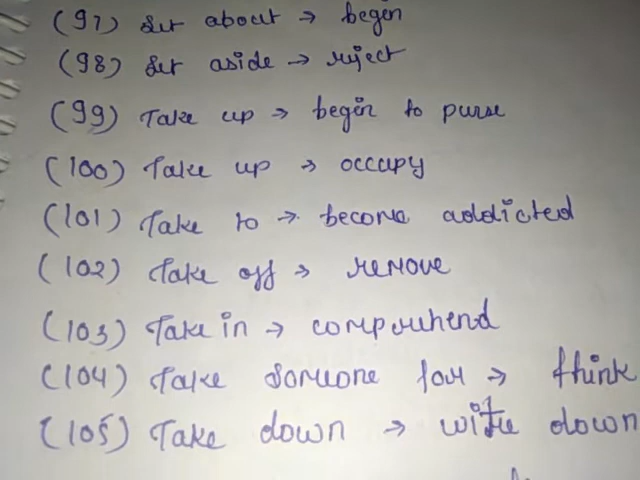 (97) Set about → begin
(98) Set aside → reject
(99) Take up → begin to purse
(100) Take up → occupy
(101) Take to → become addicted
(102) Take off → remove
(103) Take in → comprehend
(104) Take someone for → think
(105) Take down → write down